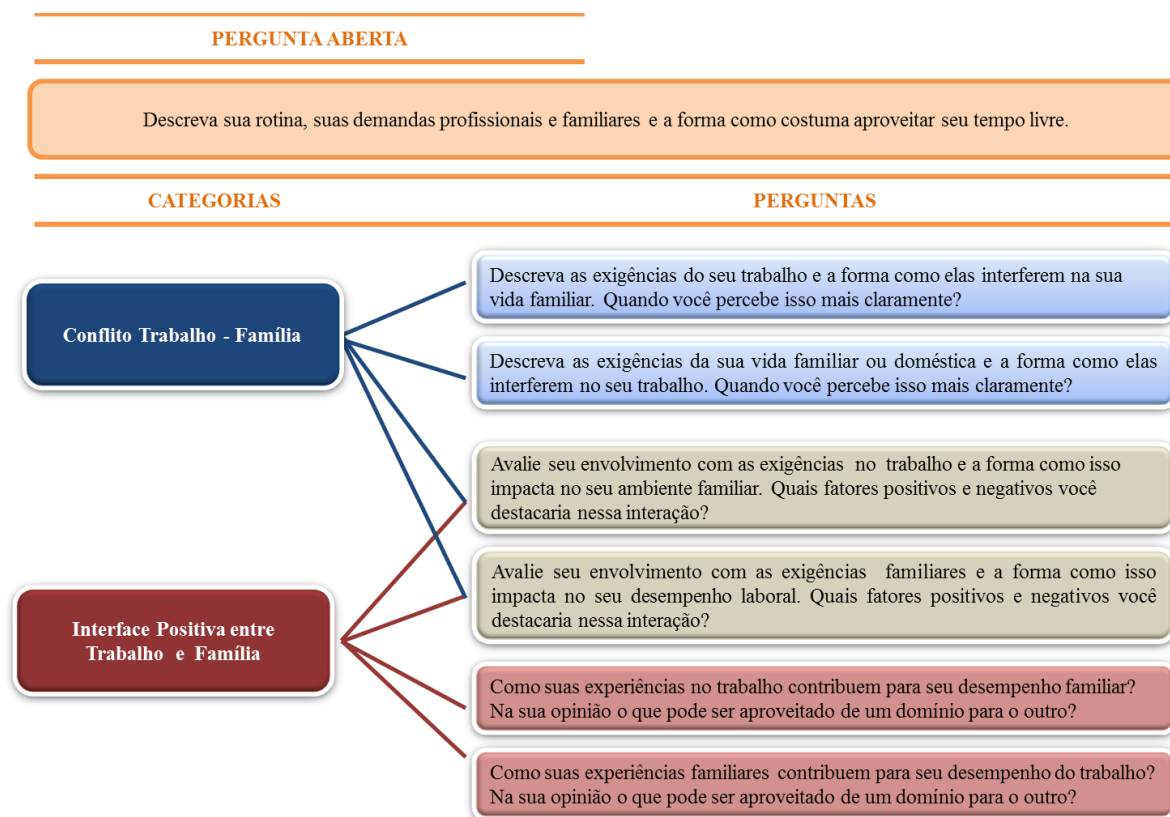 PERGUNTA ABERTA
Descreva sua rotina, suas demandas profissionais e familiares e a forma como costuma aproveitar seu tempo livre.
CATEGORIAS
PERGUNTAS
Descreva as exigências do seu trabalho e a forma como elas interferem na sua
vida familiar. Quando você percebe isso mais claramente?
Conflito Trabalho - Família
Descreva as exigências da sua vida familiar ou doméstica e a forma como elas
interferem no seu trabalho. Quando você percebe isso mais claramente?
Avalie seu envolvimento com as exigências no trabalho e a forma como isso
impacta no seu ambiente familiar. Quais fatores positivos e negativos você
destacaria nessa interação?
Avalie seu envolvimento com as exigências familiares e a forma como isso
impacta no seu desempenho laboral. Quais fatores positivos e negativos você
destacaria nessa interação?
Interface Positiva entre
Trabalho e Família
Como suas experiências no trabalho contribuem para seu desempenho familiar?
Na sua opinião o que pode ser aproveitado de um domínio para o outro?
Como suas experiências familiares contribuem para seu desempenho do trabalho?
Na sua opinião o que pode ser aproveitado de um domínio para o outro?